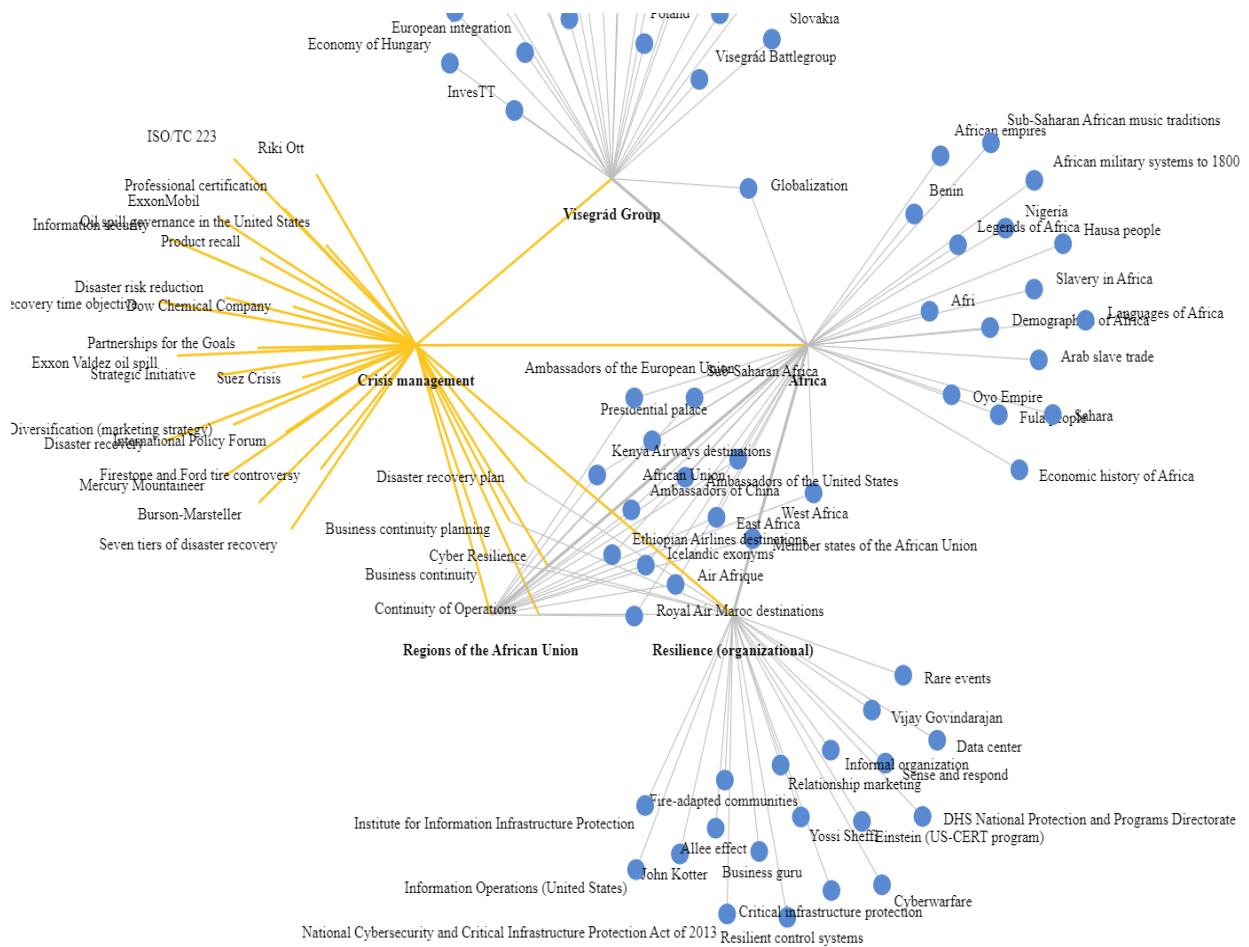 Poland
Slovakia
European integration
Economy of Hungary
Visegrád Battlegroup
InvesTT
Sub-Saharan African music traditions
African empires
ISO/TC 223
Riki Ott
African military systems to 1800
Professional certification
Globalization
Benin
ExxonMobil
Visegrád Group
Nigeria
Information security
Oil spill governance in the United States
Legends of Africa
Hausa people
Product recall
Slavery in Africa
Disaster risk reduction
ecovery time objective
Dow Chemical Company
Afri
Languages of Africa
Demographics of Africa
Partnerships for the Goals
Arab slave trade
Exxon Valdez oil spill
Ambassadors of the European Union
Sub-Saharan Africa
Strategic Initiative
Suez Crisis
Crisis management
Africa
Oyo Empire
Presidential palace
Fula people
Sahara
Diversification (marketing strategy)
Disaster recovery
International Policy Forum
Kenya Airways destinations
Firestone and Ford tire controversy
Disaster recovery plan
African Union
Ambassadors of the United States
Economic history of Africa
Mercury Mountaineer
Ambassadors of China
Burson-Marsteller
West Africa
Business continuity planning
East Africa
Seven tiers of disaster recovery
Ethiopian Airlines destinations
Member states of the African Union
Cyber Resilience
Icelandic exonyms
Business continuity
Air Afrique
Continuity of Operations
Royal Air Maroc destinations
Regions of the African Union
Resilience (organizational)
Rare events
Vijay Govindarajan
Data center
Informal organization
Sense and respond
Relationship marketing
Fire-adapted communities
DHS National Protection and Programs Directorate
Institute for Information Infrastructure Protection
Yossi Sheffi
Einstein (US-CERT program)
Allee effect
Business guru
John Kotter
Information Operations (United States)
Cyberwarfare
Critical infrastructure protection
National Cybersecurity and Critical Infrastructure Protection Act of 2013
Resilient control systems